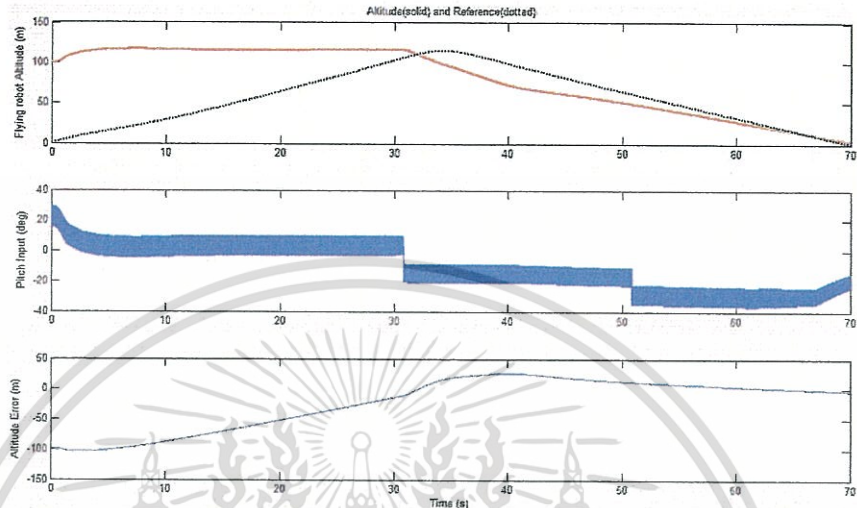 Altitude(solid) and Reference(dotted)
Flying robot Altitude (m)
150
100
50
0
0 10 20 30 40 50 60 70
Pitch Input (deg)
40
20
0
-20
-40
0 10 20 30 40 50 60 70
Altitude Error (m)
50
0
-50
-100
-150
0 10 20 30 40 50 60 70
Time (s)